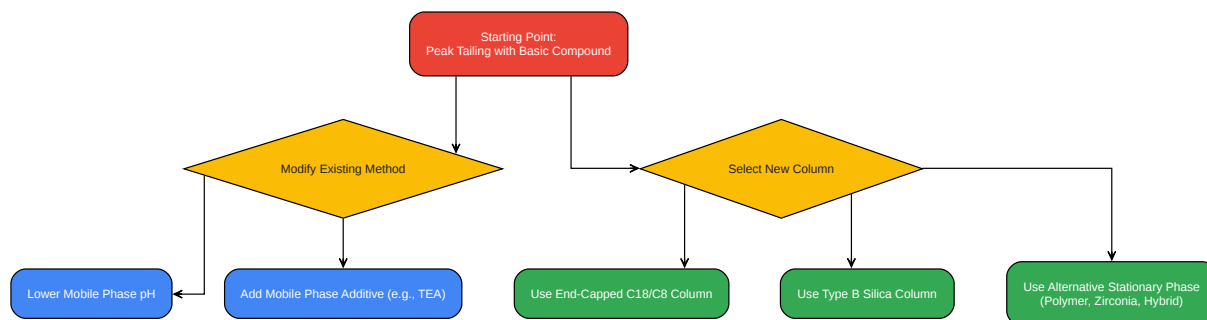 Starting Point:
Peak Tailing with Basic Compound
Modify Existing Method
Select New Column
Lower Mobile Phase pH
Add Mobile Phase Additive (e.g., TEA)
Use End-Capped C18/C8 Column
Use Type B Silica Column
Use Alternative Stationary Phase
(Polymer, Zirconia, Hybrid)